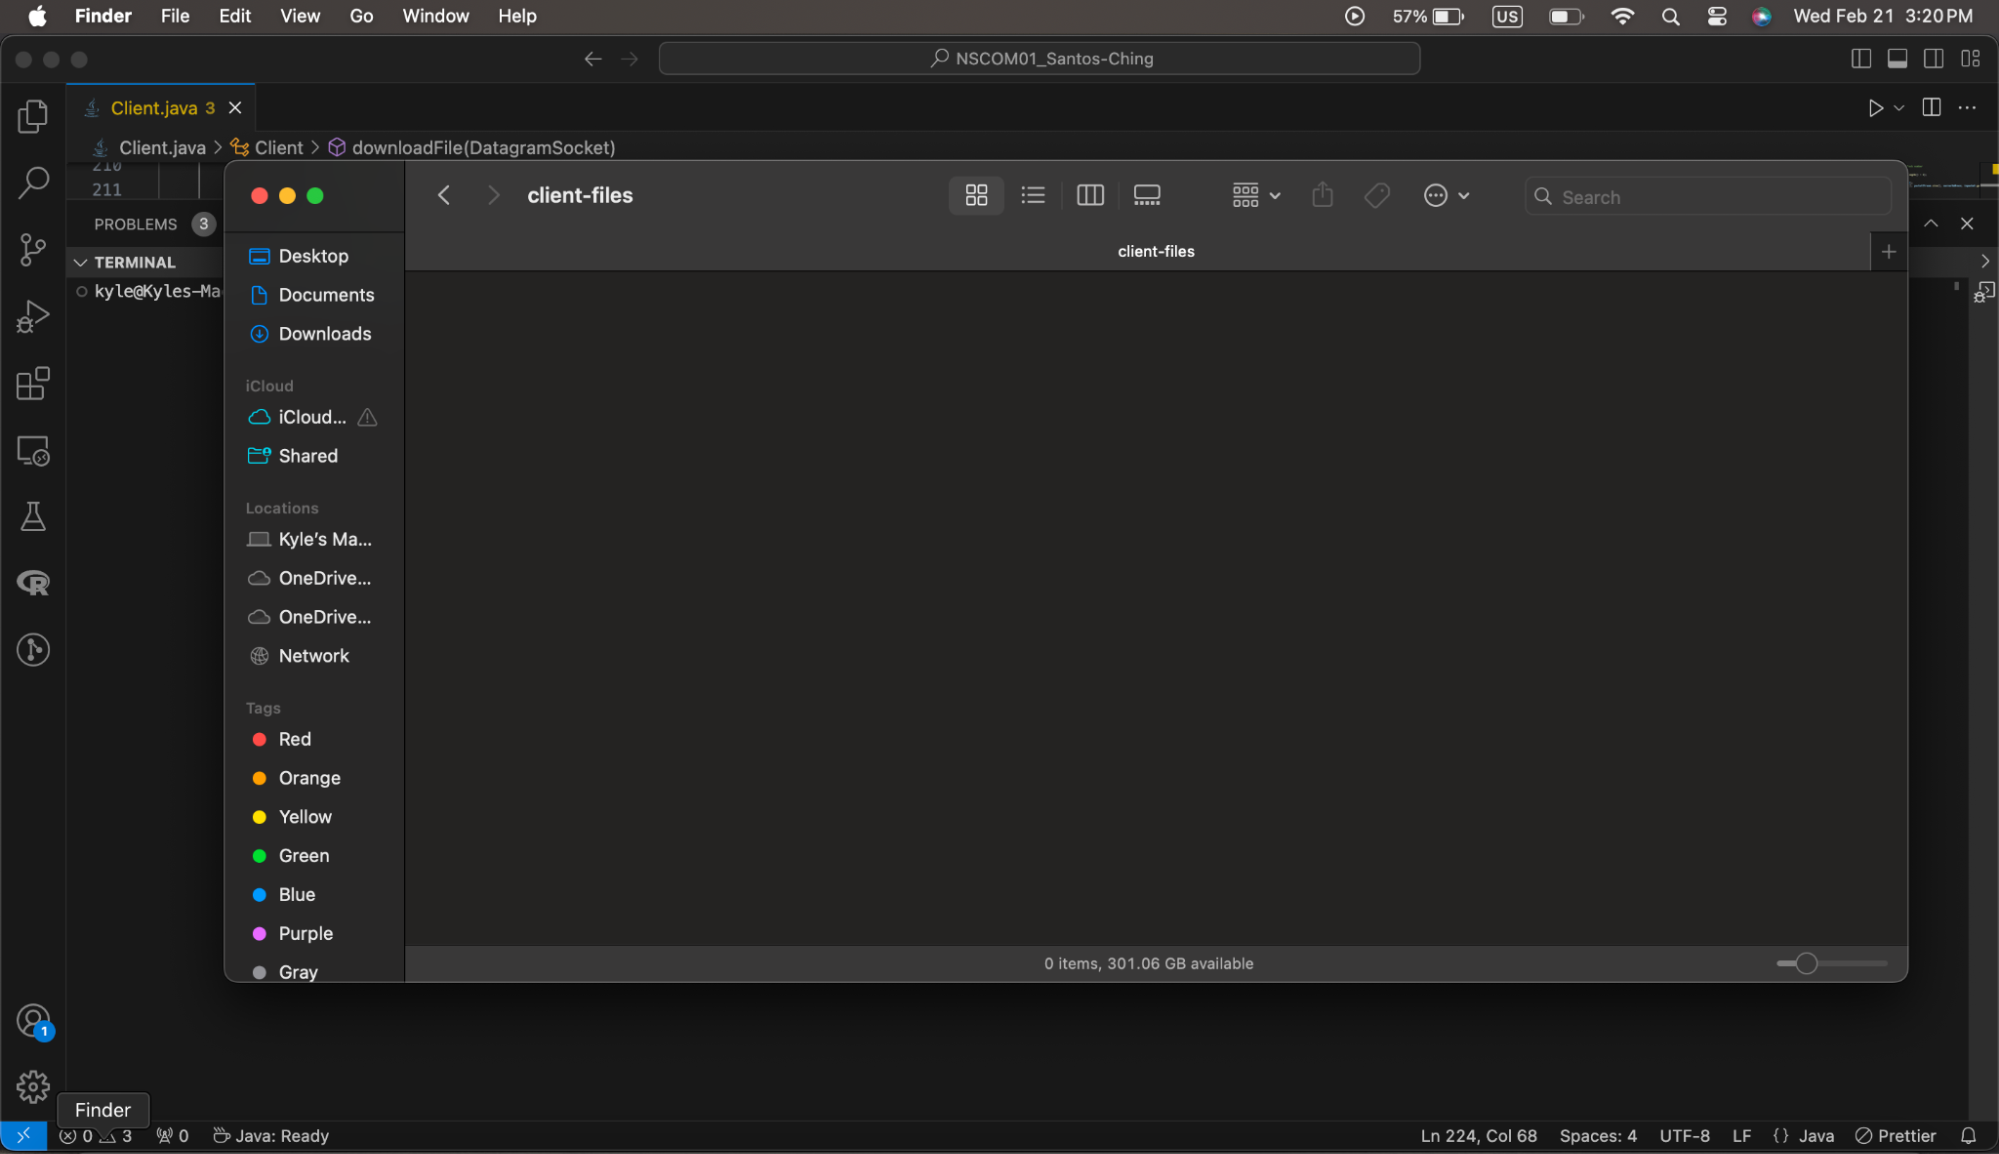 Finder File Edit View Go Window Help 57% US Wed Feb 21 3:20 PM
NSCOM01_Santos-Ching
Client.java 3
Client.java > Client > downloadFile(DatagramSocket)
210
211
PROBLEMS 3
TERMINAL
kyle@Kyles-Ma
client-files
Search
client-files
Desktop
Documents
Downloads
iCloud
iCloud...
Shared
Locations
Kyle's Ma...
OneDrive...
OneDrive...
Network
Tags
Red
Orange
Yellow
Green
Blue
Purple
Gray
0 items, 301.06 GB available
1
Finder
0 3 0 Java: Ready Ln 224, Col 68 Spaces: 4 UTF-8 LF {} Java Prettier